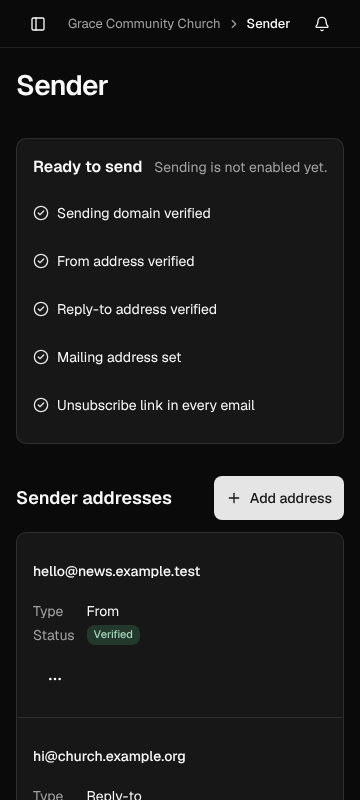 Grace Community Church > Sender
Sender
Ready to send Sending is not enabled yet.
Sending domain verified
From address verified
Reply-to address verified
Mailing address set
Unsubscribe link in every email
Sender addresses + Add address
hello@news.example.test
Type From
Status Verified
...
hi@church.example.org
Type Reply-to